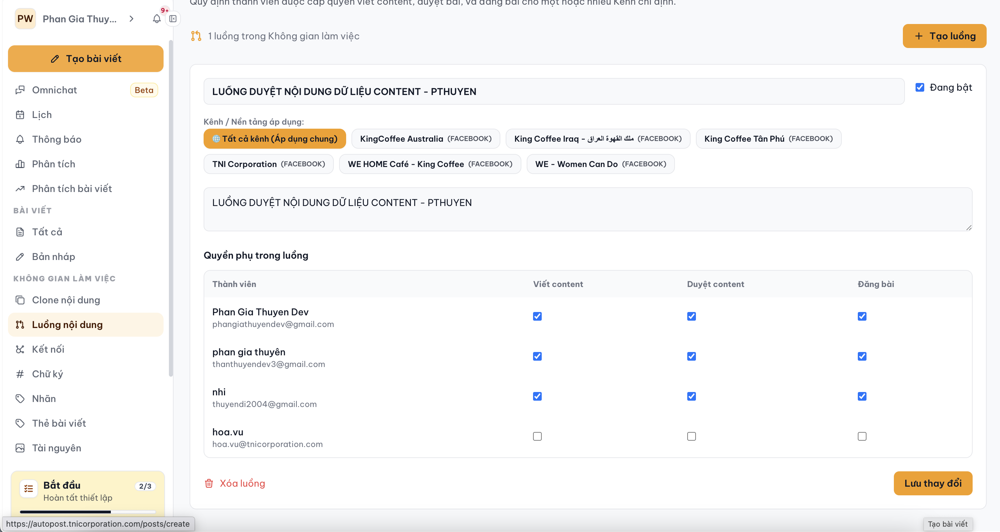 Quy định thành viên được cấp quyền viết content, duyệt bài, và đăng bài cho một hoặc nhiều Kênh chỉ định.
PW Phan Gia Thuy... 9+
1 luồng trong Không gian làm việc
+ Tạo luồng
Tạo bài viết
Omnichat Beta
Lịch
Thông báo
Phân tích
Phân tích bài viết
BÀI VIẾT
Tất cả
Bản nháp
KHÔNG GIAN LÀM VIỆC
Clone nội dung
Luồng nội dung
Kết nối
# Chữ ký
Nhãn
Thẻ bài viết
Tài nguyên
Bắt đầu 2/3
Hoàn tất thiết lập
https://autopost.tnicorporation.com/posts/create
LUỒNG DUYỆT NỘI DUNG DỮ LIỆU CONTENT - PTHUYEN
Đang bật
Kênh / Nền tảng áp dụng:
Tất cả kênh (Áp dụng chung) KingCoffee Australia (FACEBOOK) King Coffee Iraq - ملك القهوة العراق (FACEBOOK) King Coffee Tân Phú (FACEBOOK)
TNI Corporation (FACEBOOK) WE HOME Café - King Coffee (FACEBOOK) WE - Women Can Do (FACEBOOK)
LUỒNG DUYỆT NỘI DUNG DỮ LIỆU CONTENT - PTHUYEN
Quyền phụ trong luồng
Thành viên Viết content Duyệt content Đăng bài
Phan Gia Thuyen Dev
phangiathuyendev@gmail.com
phan gia thuyên
thanthuyendev3@gmail.com
nhi
thuyendi2004@gmail.com
hoa.vu
hoa.vu@tnicorporation.com
Xóa luồng
Lưu thay đổi
Tạo bài viết